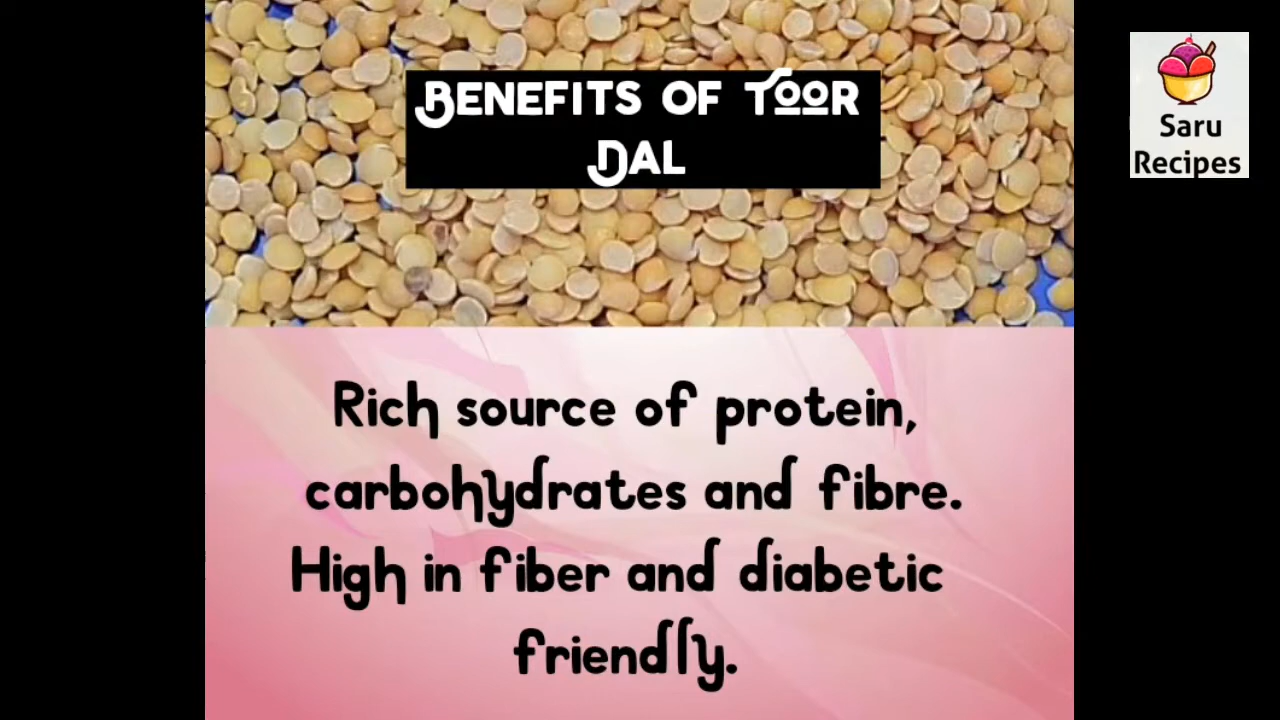 Benefits of Toor
Dal
Saru
Recipes
Rich source of protein,
carbohydrates and fibre.
High in fiber and diabetic
friendly.